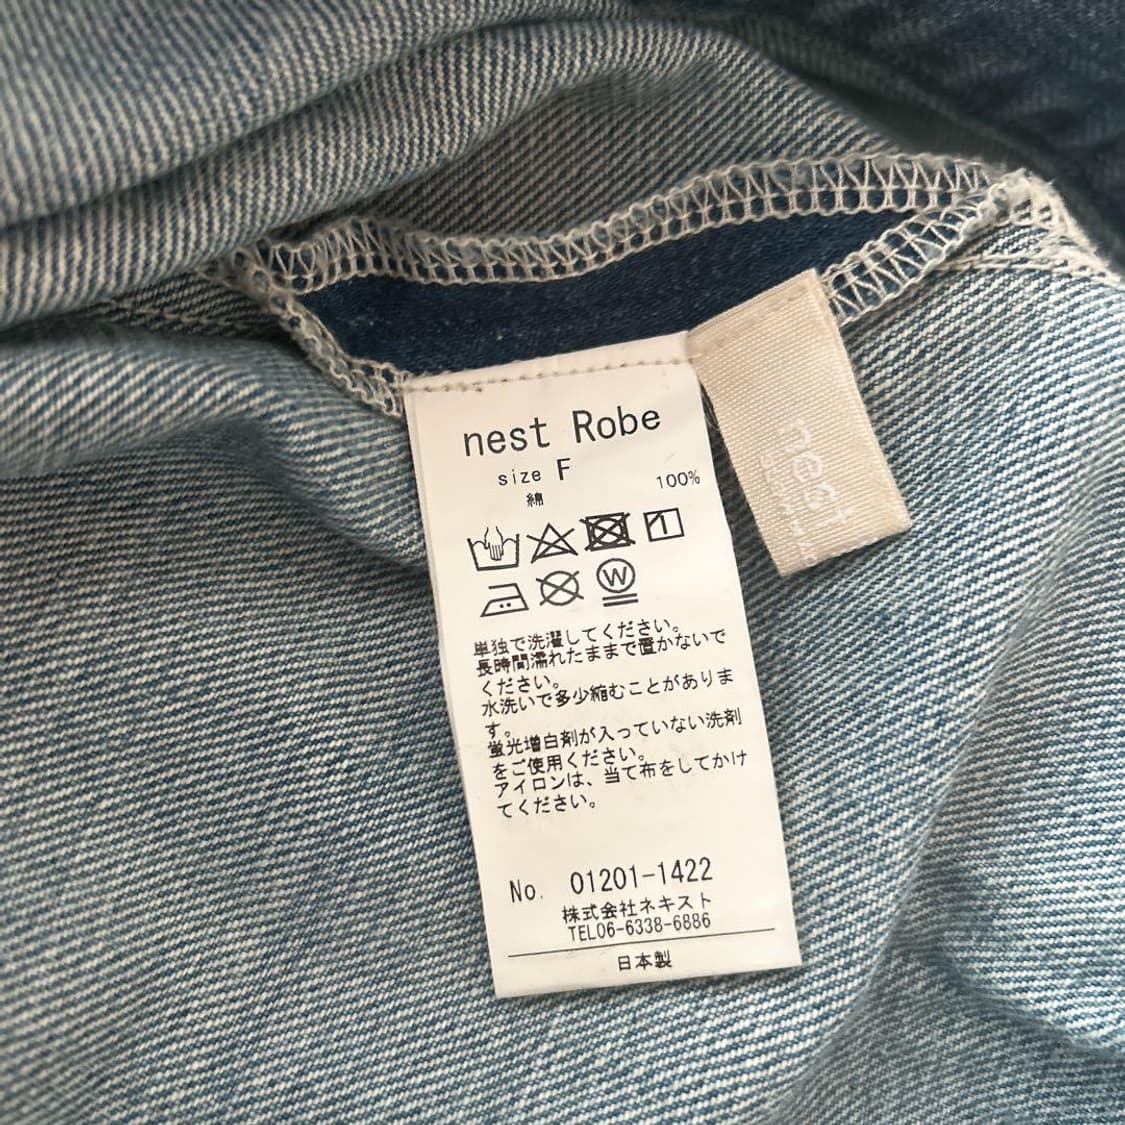 nest Robe
size F
綿 100%
単独で洗濯してください。
長時間濡れたままで置かないで
ください。
水洗いで多少縮むことがありま
す。
蛍光増白剤が入っていない洗剤
をご使用ください。
アイロンは、当て布をしてかけ
てください。
No. 01201-1422
株式会社ネキスト
TEL06-6338-6886
日本製
nest